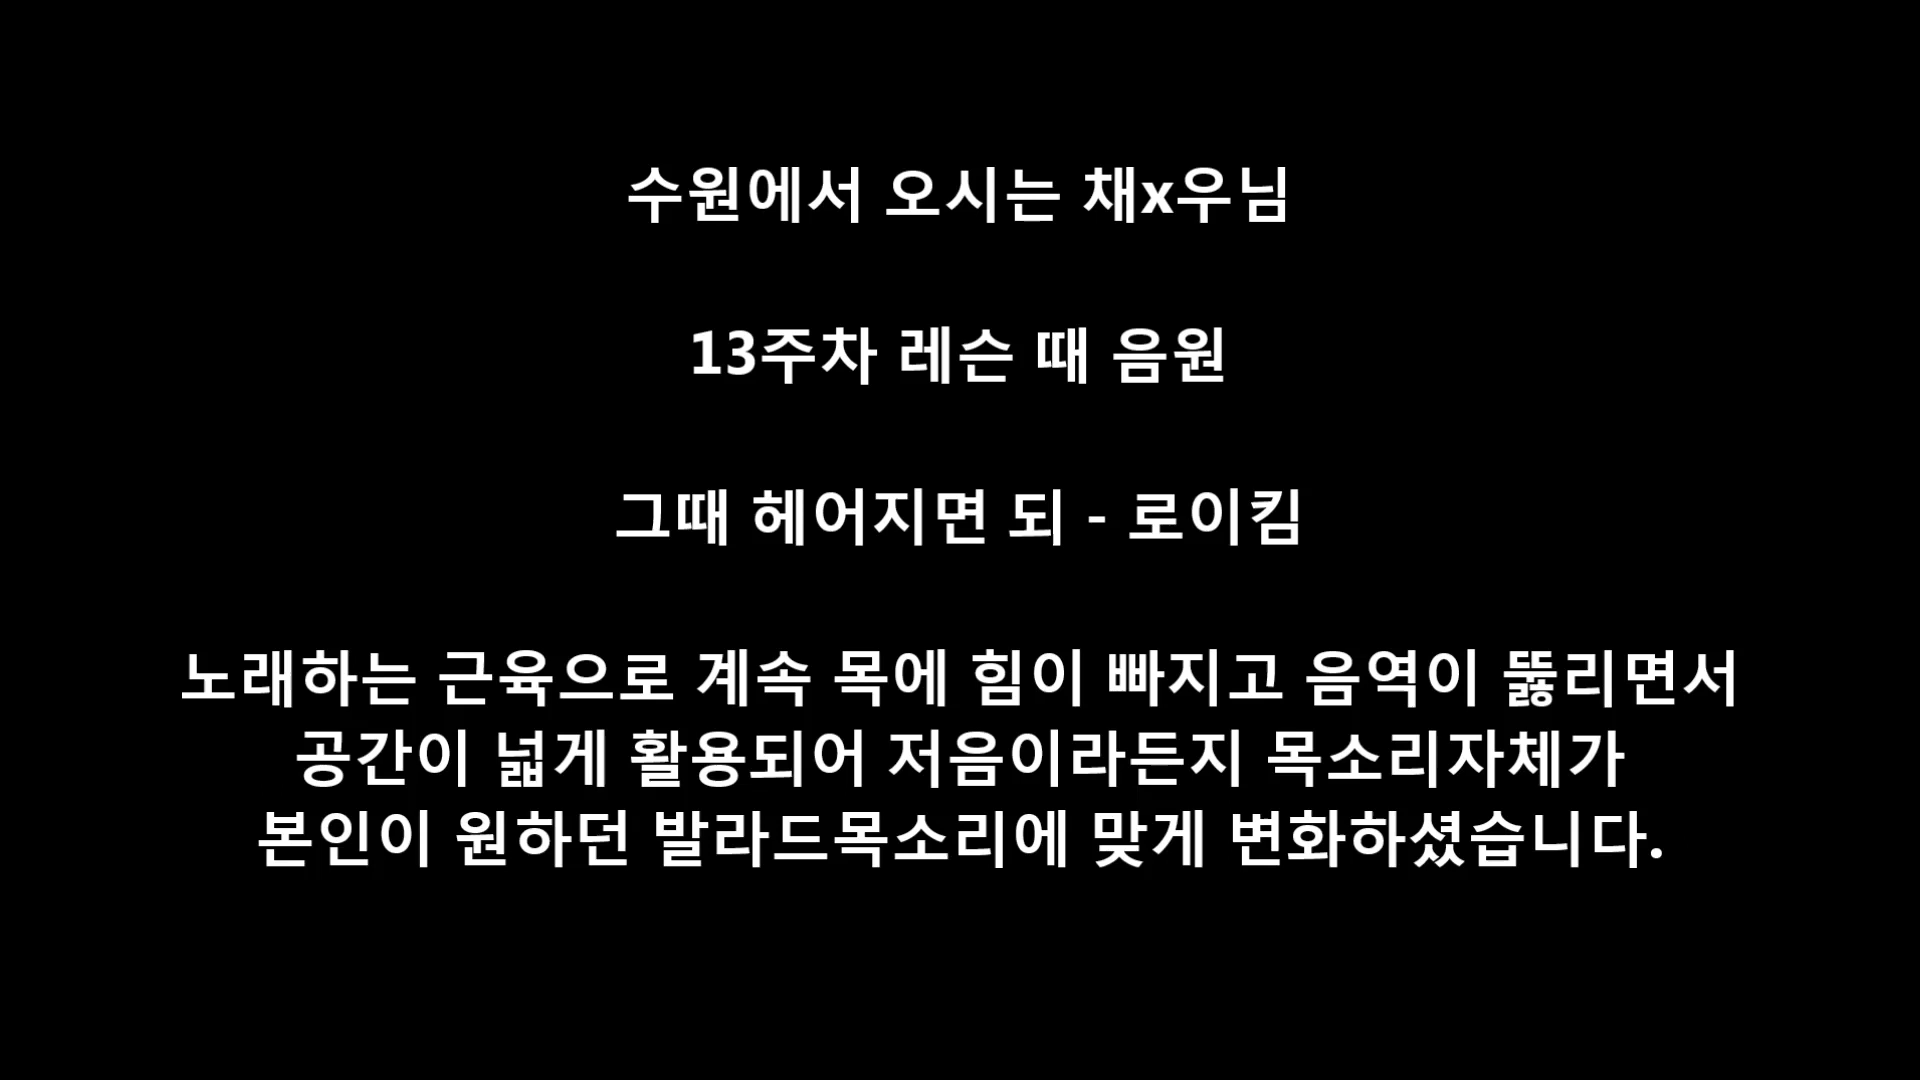 수원에서 오시는 채x우님
13주차 레슨 때 음원
그때 헤어지면 되 - 로이킴
노래하는 근육으로 계속 목에 힘이 빠지고 음역이 뚫리면서
공간이 넓게 활용되어 저음이라든지 목소리자체가
본인이 원하던 발라드목소리에 맞게 변화하셨습니다.